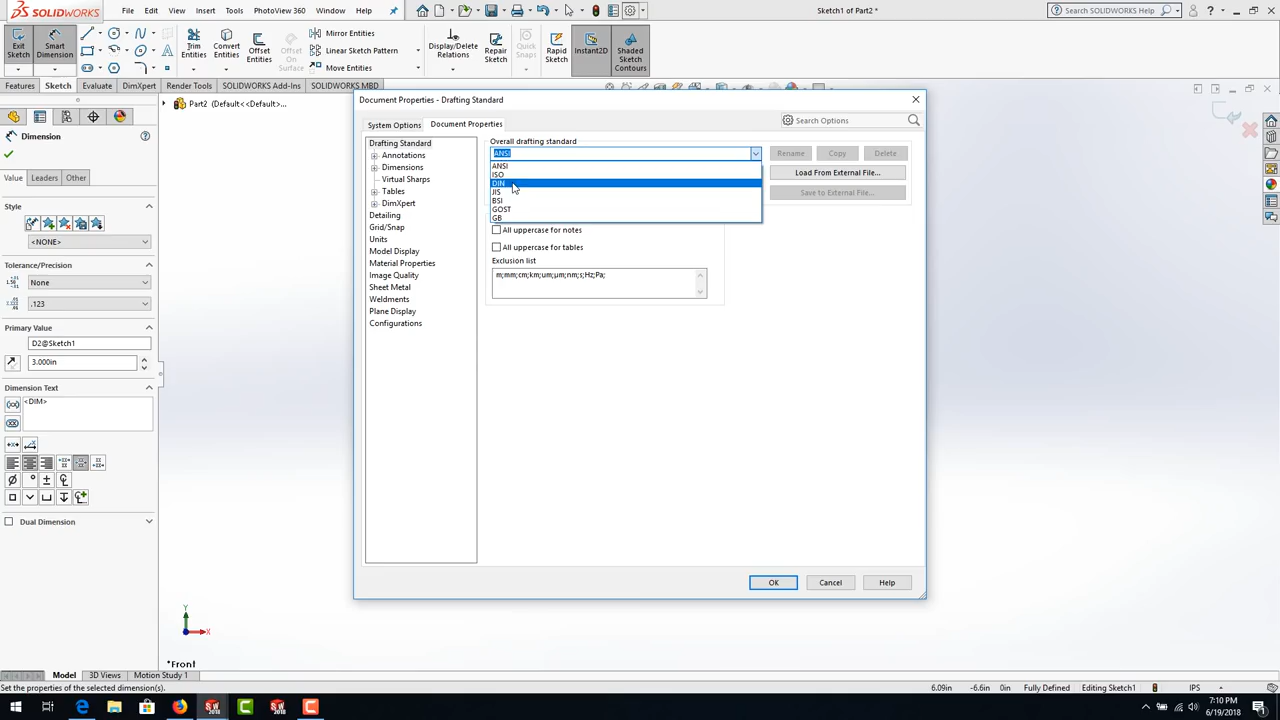 SOLIDWORKS
File
Edit
View
Insert
Tools
PhotoView 360
Window
Help
Sketch1 of Part2 *
Search SOLIDWORKS Help
Exit Sketch
Smart Dimension
Trim Entities
Convert Entities
Offset Entities
Offset On Surface
Mirror Entities
Linear Sketch Pattern
Move Entities
Display/Delete Relations
Repair Sketch
Quick Snaps
Rapid Sketch
Instant2D
Shaded Sketch Contours
Features
Sketch
Evaluate
DimXpert
Render Tools
SOLIDWORKS Add-Ins
SOLIDWORKS MBD
Part2 (Default<<Default>...
Dimension
Value
Leaders
Other
Style
<NONE>
Tolerance/Precision
None
.123
Primary Value
D2@Sketch1
3.000in
Dimension Text
<DIM>
Dual Dimension
Document Properties - Drafting Standard
System Options
Document Properties
Search Options
Drafting Standard
Annotations
Dimensions
Virtual Sharps
Tables
DimXpert
Detailing
Grid/Snap
Units
Model Display
Material Properties
Image Quality
Sheet Metal
Weldments
Plane Display
Configurations
Overall drafting standard
ANSI
ANSI
ISO
DIN
JIS
BSI
GOST
GB
Rename
Copy
Delete
Load From External File...
Save to External File...
All uppercase for notes
All uppercase for tables
Exclusion list
m;mm;cm;km;um;µm;nm;s;Hz;Pa;
OK
Cancel
Help
Y
X
*Front
Model
3D Views
Motion Study 1
Set the properties of the selected dimension(s).
6.09in
-6.6in
0in
Fully Defined
Editing Sketch1
IPS
SW 2018
7:10 PM
6/19/2018